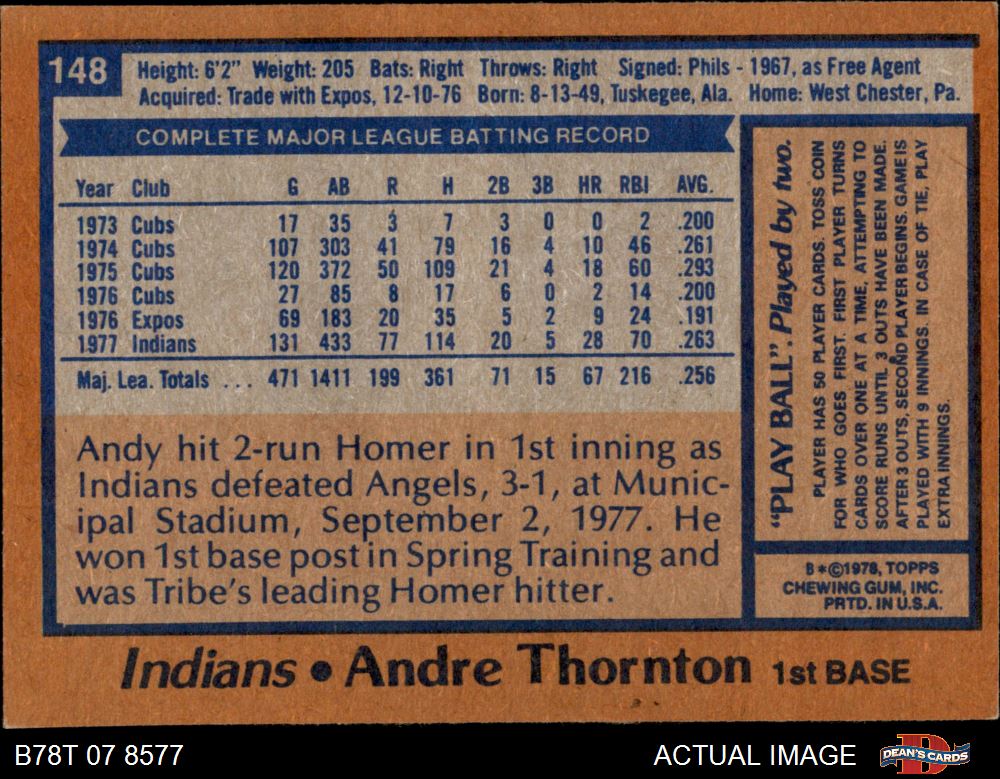 148
Height: 6'2" Weight: 205 Bats: Right Throws: Right Signed: Phils - 1967, as Free Agent
Acquired: Trade with Expos, 12-10-76 Born: 8-13-49, Tuskegee, Ala. Home: West Chester, Pa.
COMPLETE MAJOR LEAGUE BATTING RECORD
Year Club G AB R H 2B 3B HR RBI AVG.
1973 Cubs 17 35 3 7 3 0 0 2 .200
1974 Cubs 107 303 41 79 16 4 10 46 .261
1975 Cubs 120 372 50 109 21 4 18 60 .293
1976 Cubs 27 85 8 17 6 0 2 14 .200
1976 Expos 69 183 20 35 5 2 9 24 .191
1977 Indians 131 433 77 114 20 5 28 70 .263
Maj. Lea. Totals ... 471 1411 199 361 71 15 67 216 .256
Andy hit 2-run Homer in 1st inning as
Indians defeated Angels, 3-1, at Munic-
ipal Stadium, September 2, 1977. He
won 1st base post in Spring Training and
was Tribe's leading Homer hitter.
"PLAY BALL". Played by two.
PLAYER HAS 50 PLAYER CARDS. TOSS COIN
FOR WHO GOES FIRST. FIRST PLAYER TURNS
CARDS OVER ONE AT A TIME, ATTEMPTING TO
SCORE RUNS UNTIL 3 OUTS HAVE BEEN MADE.
AFTER 3 OUTS, SECOND PLAYER BEGINS. GAME IS
PLAYED WITH 9 INNINGS. IN CASE OF TIE, PLAY
EXTRA INNINGS.
B*©1978, TOPPS
CHEWING GUM, INC.
PRTD. IN U.S.A.
Indians • Andre Thornton 1st BASE
B78T 07 8577
ACTUAL IMAGE
D
DEAN'S CARDS